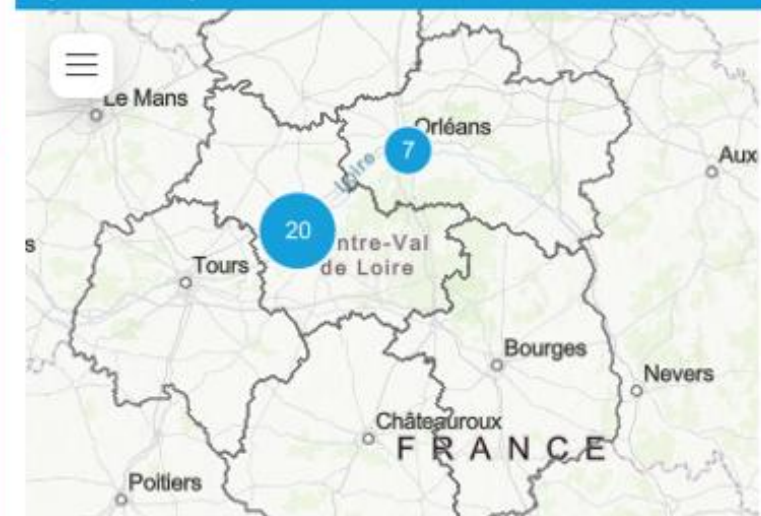 Le Mans
Orléans
7
Loire
Aux
20
ntre-Val
de Loire
s
Tours
Bourges
Nevers
Châteauroux
FRANCE
Poitiers